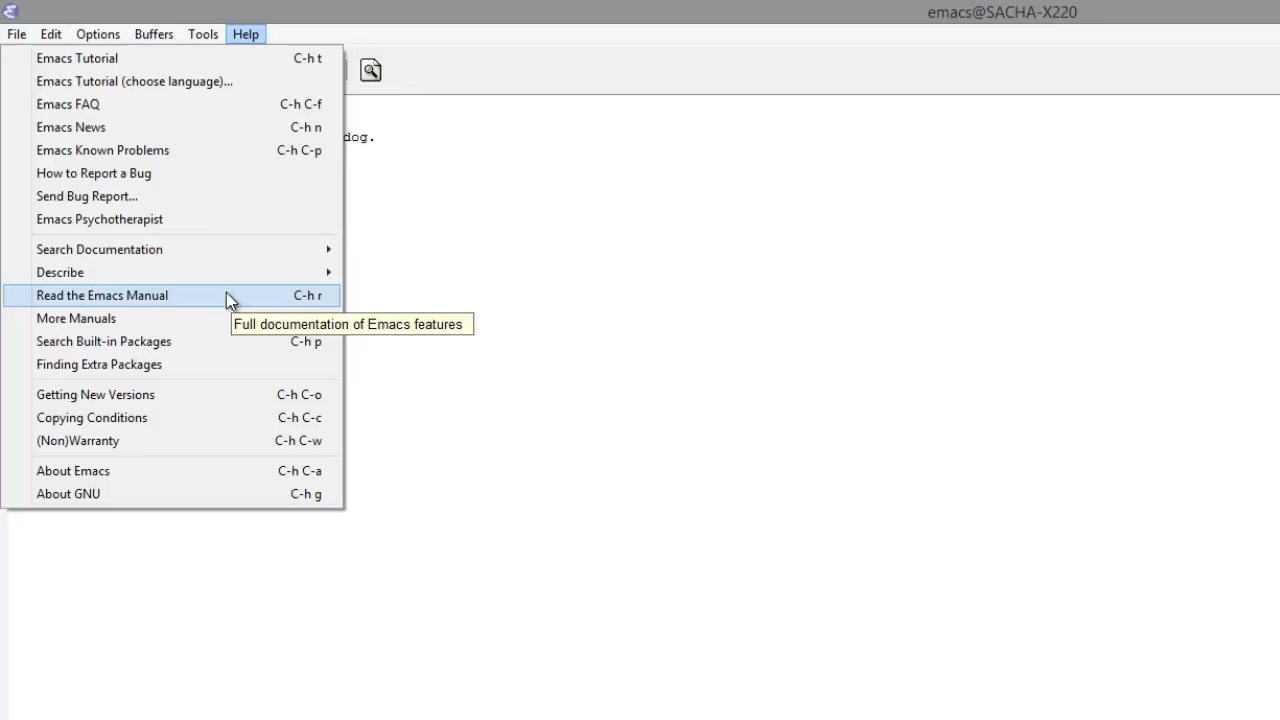 emacs@SACHA-X220
File Edit Options Buffers Tools Help
Emacs Tutorial C-h t
Emacs Tutorial (choose language)...
Emacs FAQ C-h C-f
Emacs News C-h n
dog.
Emacs Known Problems C-h C-p
How to Report a Bug
Send Bug Report...
Emacs Psychotherapist
Search Documentation
Describe
Read the Emacs Manual C-h r
More Manuals
Full documentation of Emacs features
Search Built-in Packages C-h p
Finding Extra Packages
Getting New Versions C-h C-o
Copying Conditions C-h C-c
(Non)Warranty C-h C-w
About Emacs C-h C-a
About GNU C-h g